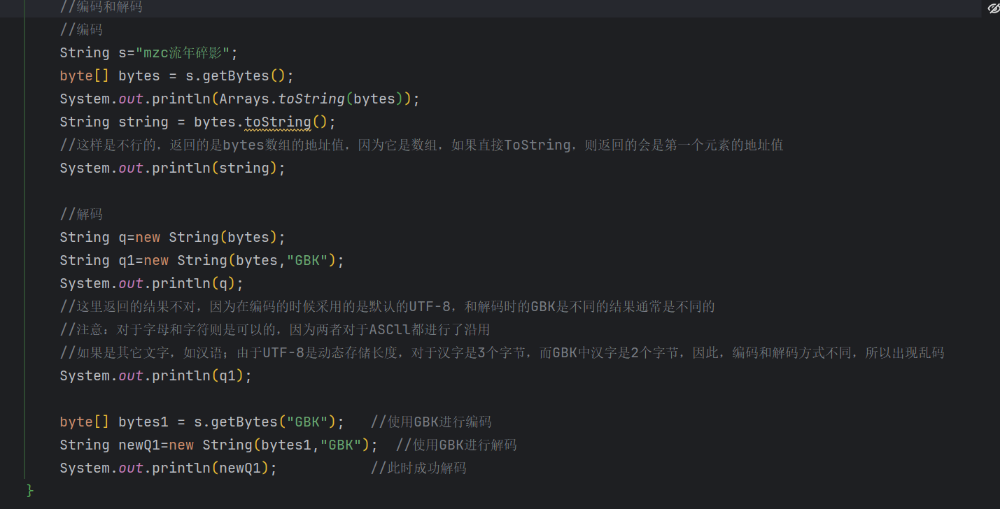 //编码和解码
//编码
String s="mzc流年碎影";
byte[] bytes = s.getBytes();
System.out.println(Arrays.toString(bytes));
String string = bytes.toString();
//这样是不行的，返回的是bytes数组的地址值，因为它是数组，如果直接ToString，则返回的会是第一个元素的地址值
System.out.println(string);
//解码
String q=new String(bytes);
String q1=new String(bytes,"GBK");
System.out.println(q);
//这里返回的结果不对，因为在编码的时候采用的是默认的UTF-8，和解码时的GBK是不同的结果通常是不同的
//注意：对于字母和字符则是可以的，因为两者对于ASCll都进行了沿用
//如果是其它文字，如汉语；由于UTF-8是动态存储长度，对于汉字是3个字节，而GBK中汉字是2个字节，因此，编码和解码方式不同，所以出现乱码
System.out.println(q1);
byte[] bytes1 = s.getBytes("GBK");   //使用GBK进行编码
String newQ1=new String(bytes1,"GBK");  //使用GBK进行解码
System.out.println(newQ1);           //此时成功解码
}